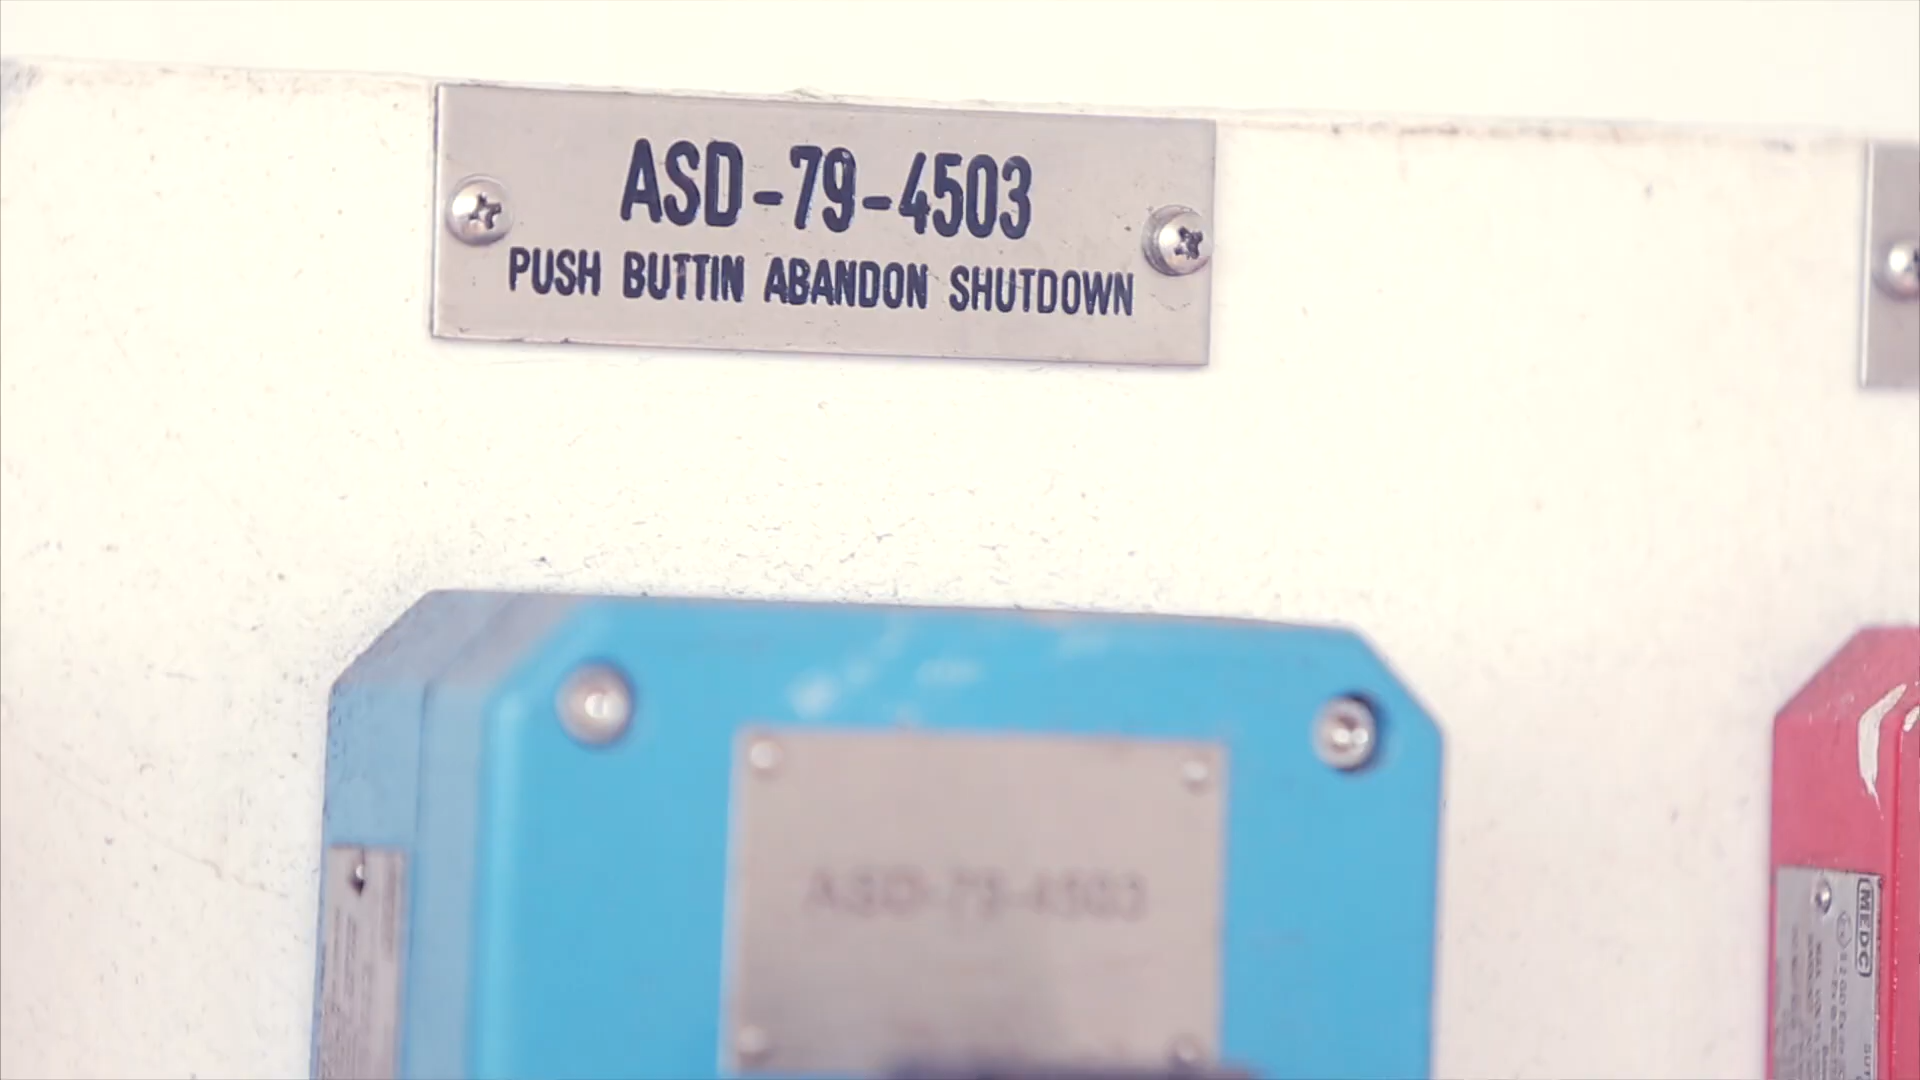 ASD-79-4503
PUSH BUTTIN ABANDON SHUTDOWN
ASD-79-4503
MEDC